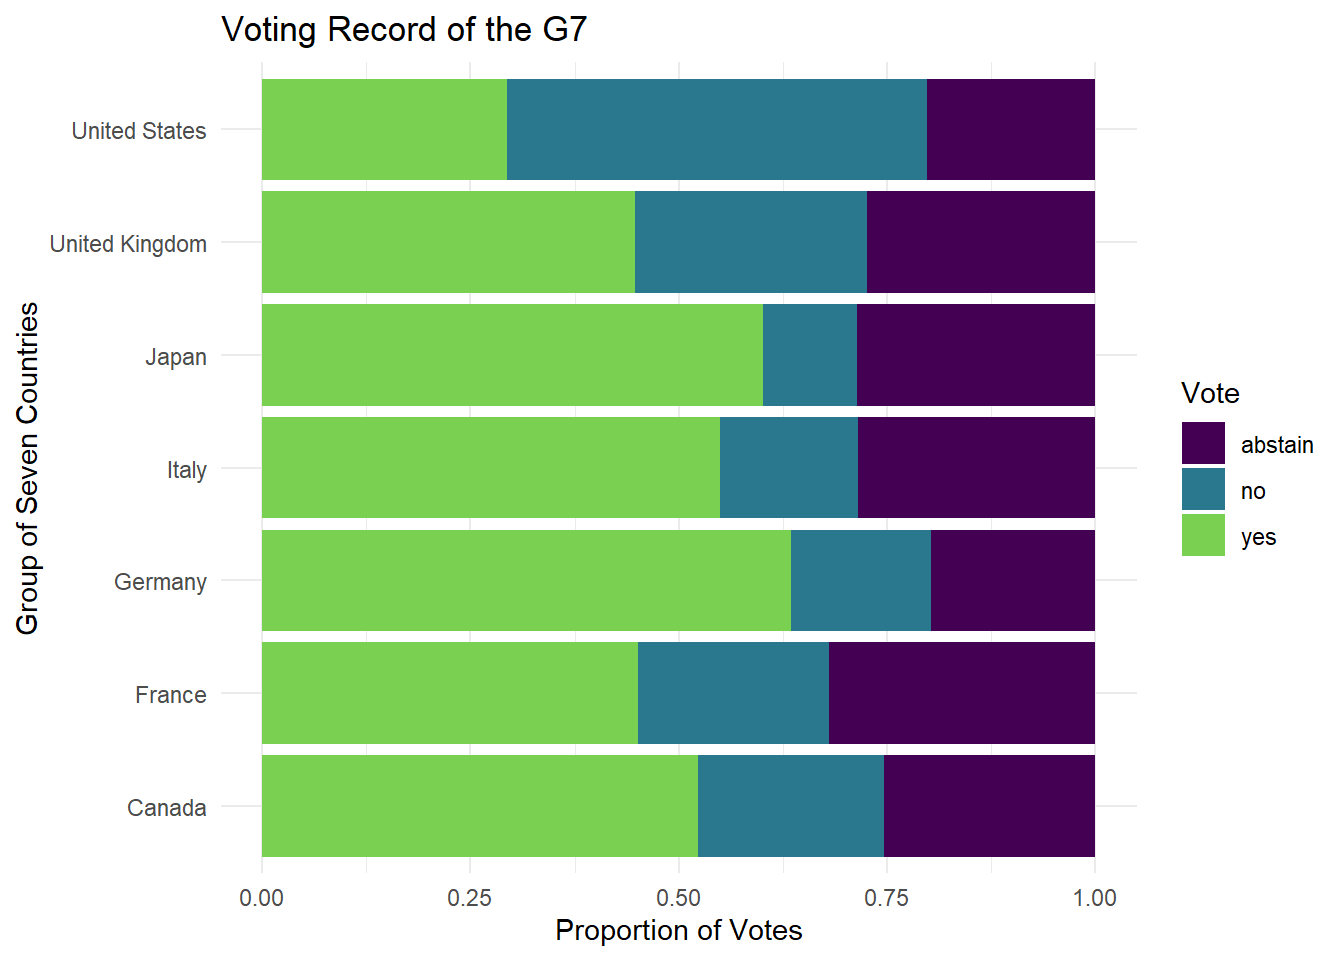 Voting Record of the G7
Group of Seven Countries
United States
United Kingdom
Japan
Italy
Germany
France
Canada
0.00 0.25 0.50 0.75 1.00
Proportion of Votes
Vote
abstain
no
yes